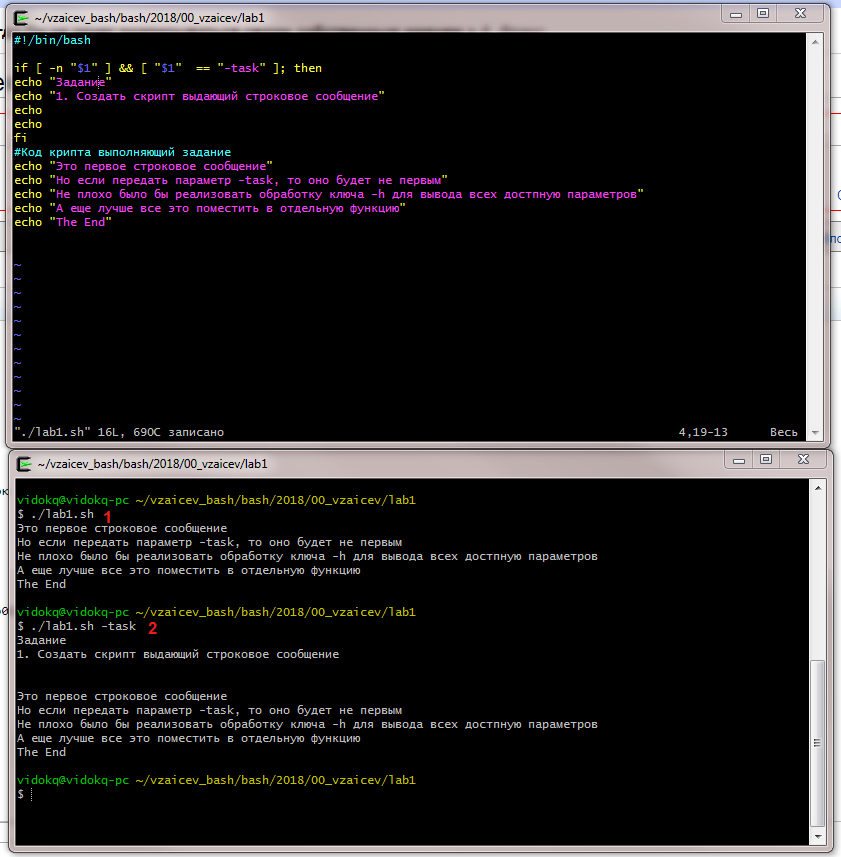 ~/vzaicev_bash/bash/2018/00_vzaicev/lab1
#!/bin/bash
if [ -n "$1" ] && [ "$1"  == "-task" ]; then
echo "Задание"
echo "1. Создать скрипт выдающий строковое сообщение"
echo
echo
fi
#Код крипта выполняющий задание
echo "Это первое строковое сообщение"
echo "Но если передать параметр -task, то оно будет не первым"
echo "Не плохо было бы реализовать обработку ключа -h для вывода всех достпную параметров"
echo "А еще лучше все это поместить в отдельную функцию"
echo "The End"
~
~
~
~
~
~
~
~
~
~
~
~
"./lab1.sh" 16L, 690C записано 4,19-13 Весь
~/vzaicev_bash/bash/2018/00_vzaicev/lab1
vidokq@vidokq-pc ~/vzaicev_bash/bash/2018/00_vzaicev/lab1
$ ./lab1.sh 1
Это первое строковое сообщение
Но если передать параметр -task, то оно будет не первым
Не плохо было бы реализовать обработку ключа -h для вывода всех достпную параметров
А еще лучше все это поместить в отдельную функцию
The End
vidokq@vidokq-pc ~/vzaicev_bash/bash/2018/00_vzaicev/lab1
$ ./lab1.sh -task 2
Задание
1. Создать скрипт выдающий строковое сообщение
Это первое строковое сообщение
Но если передать параметр -task, то оно будет не первым
Не плохо было бы реализовать обработку ключа -h для вывода всех достпную параметров
А еще лучше все это поместить в отдельную функцию
The End
vidokq@vidokq-pc ~/vzaicev_bash/bash/2018/00_vzaicev/lab1
$